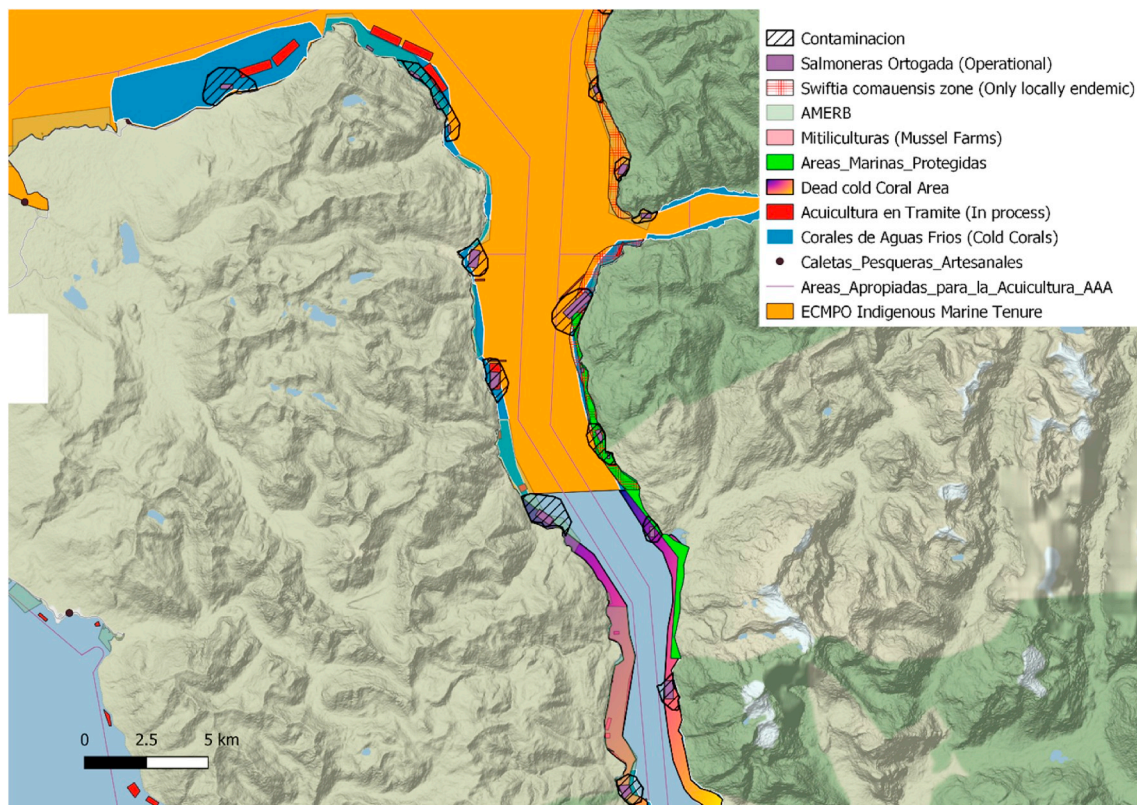 Contaminacion
Salmoneras Ortogada (Operational)
Swiftia comauensis zone (Only locally endemic)
AMERB
Mitiliculturas (Mussel Farms)
Areas_Marinas_Protegidas
Dead cold Coral Area
Acuicultura en Tramite (In process)
Corales de Aguas Frios (Cold Corals)
Caletas_Pesqueras_Artesanales
Areas_Apropiadas_para_la_Acuicultura_AAA
ECMPO Indigenous Marine Tenure
0 2.5 5 km